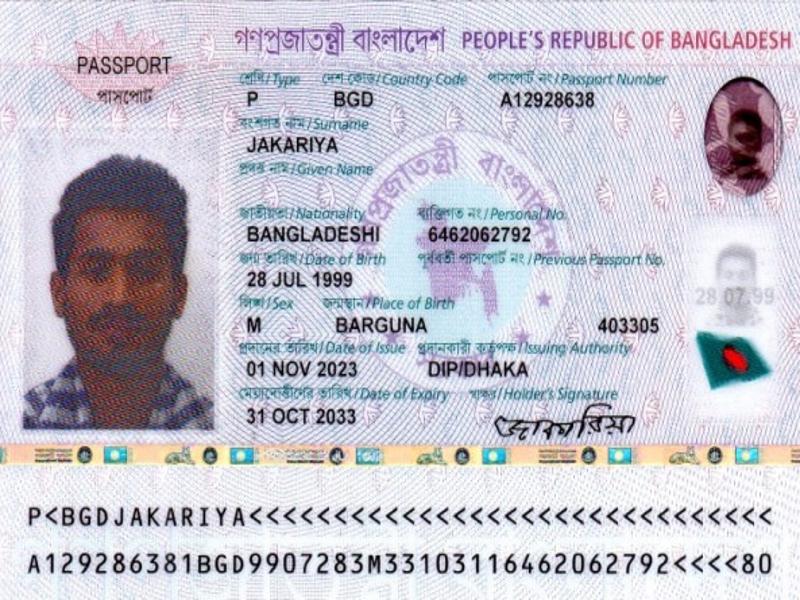 গণপ্রজাতন্ত্রী বাংলাদেশ PEOPLE'S REPUBLIC OF BANGLADESH
PASSPORT
পাসপোর্ট
শ্রেণি/Type দেশ কোড/Country Code পাসপোর্ট নং/Passport Number
P BGD A12928638
বংশগত নাম/Surname
JAKARIYA
প্রদত্ত নাম/Given Name
প্রজাতন্ত্রী বাংলাদেশ
জাতীয়তা/Nationality ব্যক্তিগত নং/Personal No.
BANGLADESHI 6462062792
জন্ম তারিখ/Date of Birth পূর্ববর্তী পাসপোর্ট নং/Previous Passport No.
28 JUL 1999
28 07 99
লিঙ্গ/Sex জন্মস্থান/Place of Birth
M BARGUNA 403305
প্রদানের তারিখ/Date of Issue প্রদানকারী কর্তৃপক্ষ/Issuing Authority
01 NOV 2023 DIP/DHAKA
মেয়াদোত্তীর্ণের তারিখ/Date of Expiry স্বাক্ষর/Holder's Signature
31 OCT 2033 জাকারিয়া
P<BGDJAKARIYA<<<<<<<<<<<<<<<<<<<<<<<<<<<<<<<
A129286381BGD9907283M33103116462062792<<<<80